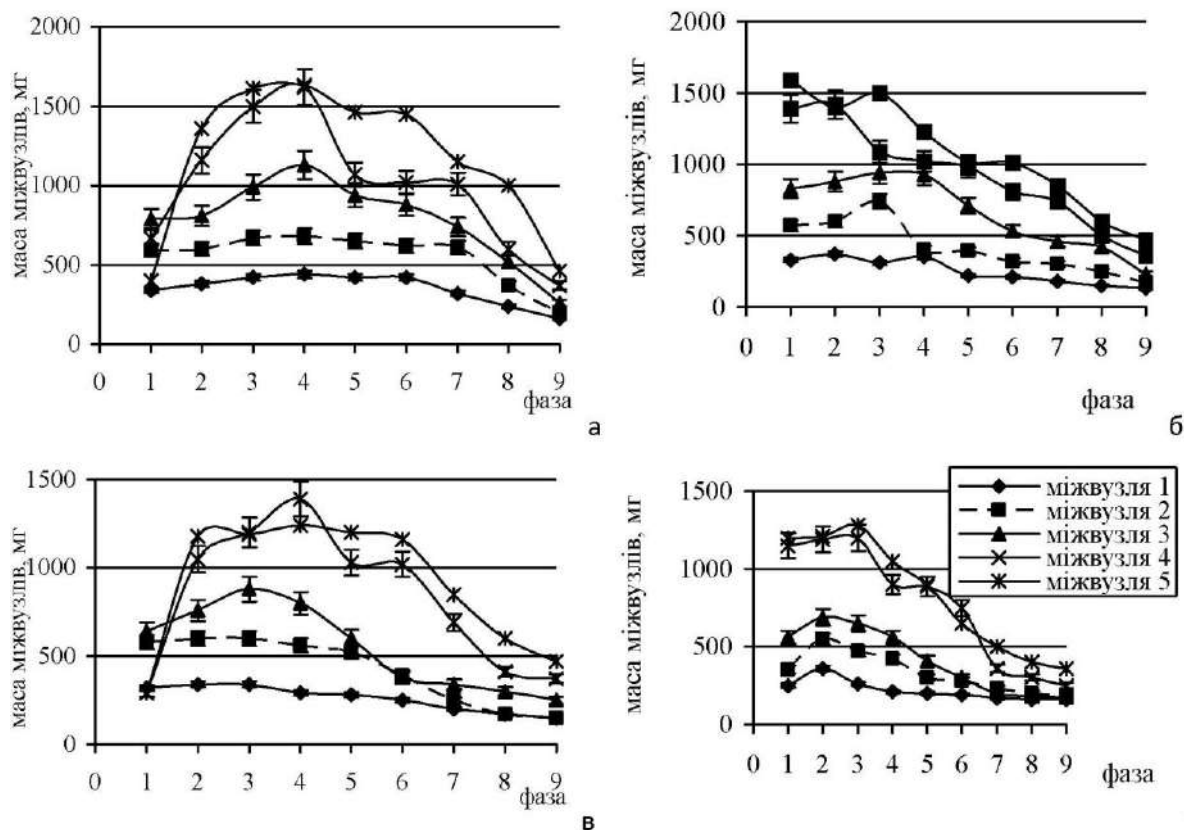 маса міжвузлів, мг
2000
1500
1000
500
0
0 1 2 3 4 5 6 7 8 9
фаза
а
маса міжвузлів, мг
2000
1500
1000
500
0
0 1 2 3 4 5 6 7 8 9
фаза
б
маса міжвузлів, мг
1500
1000
500
0
0 1 2 3 4 5 6 7 8 9
фаза
в
маса міжвузлів, мг
1500
1000
500
0
0 1 2 3 4 5 6 7 8 9
фаза
міжвузля 1
міжвузля 2
міжвузля 3
міжвузля 4
міжвузля 5